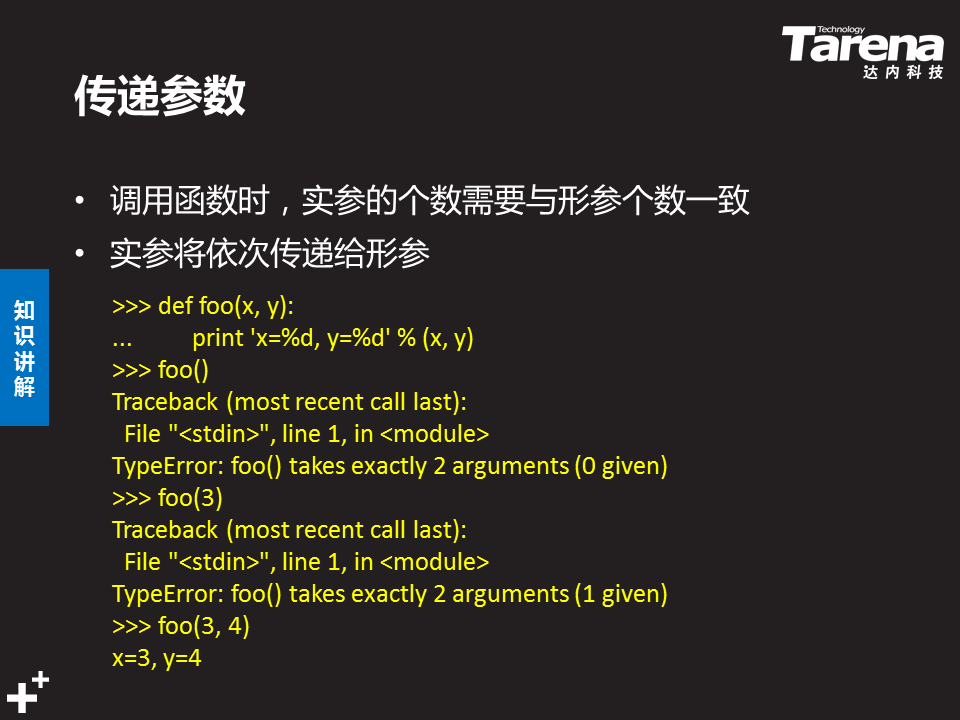 Technology
Tarena
达内科技
传递参数
• 调用函数时，实参的个数需要与形参个数一致
• 实参将依次传递给形参
知
识
讲
解
>>> def foo(x, y):
...        print 'x=%d, y=%d' % (x, y)
>>> foo()
Traceback (most recent call last):
  File "<stdin>", line 1, in <module>
TypeError: foo() takes exactly 2 arguments (0 given)
>>> foo(3)
Traceback (most recent call last):
  File "<stdin>", line 1, in <module>
TypeError: foo() takes exactly 2 arguments (1 given)
>>> foo(3, 4)
x=3, y=4